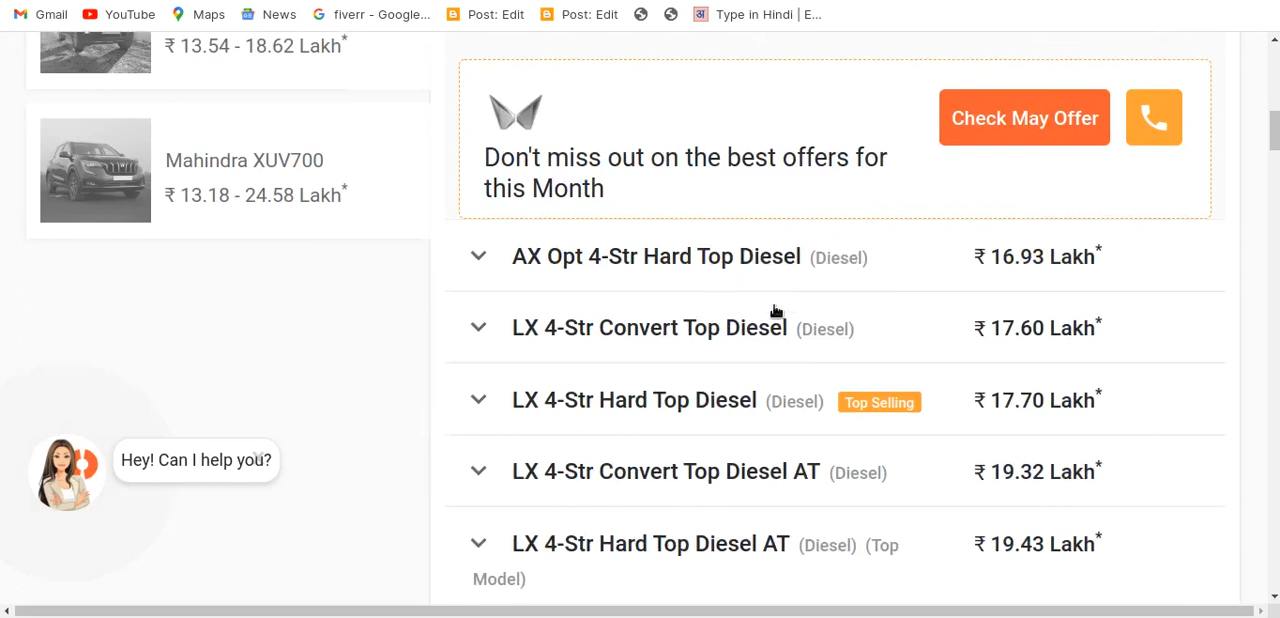 Gmail
YouTube
Maps
News
fiverr - Google...
Post: Edit
Post: Edit
अ
Type in Hindi | E...
₹ 13.54 - 18.62 Lakh*
Mahindra XUV700
₹ 13.18 - 24.58 Lakh*
Hey! Can I help you?
Don't miss out on the best offers for
this Month
Check May Offer
AX Opt 4-Str Hard Top Diesel (Diesel) ₹ 16.93 Lakh*
LX 4-Str Convert Top Diesel (Diesel) ₹ 17.60 Lakh*
LX 4-Str Hard Top Diesel (Diesel) Top Selling ₹ 17.70 Lakh*
LX 4-Str Convert Top Diesel AT (Diesel) ₹ 19.32 Lakh*
LX 4-Str Hard Top Diesel AT (Diesel) (Top ₹ 19.43 Lakh*
Model)